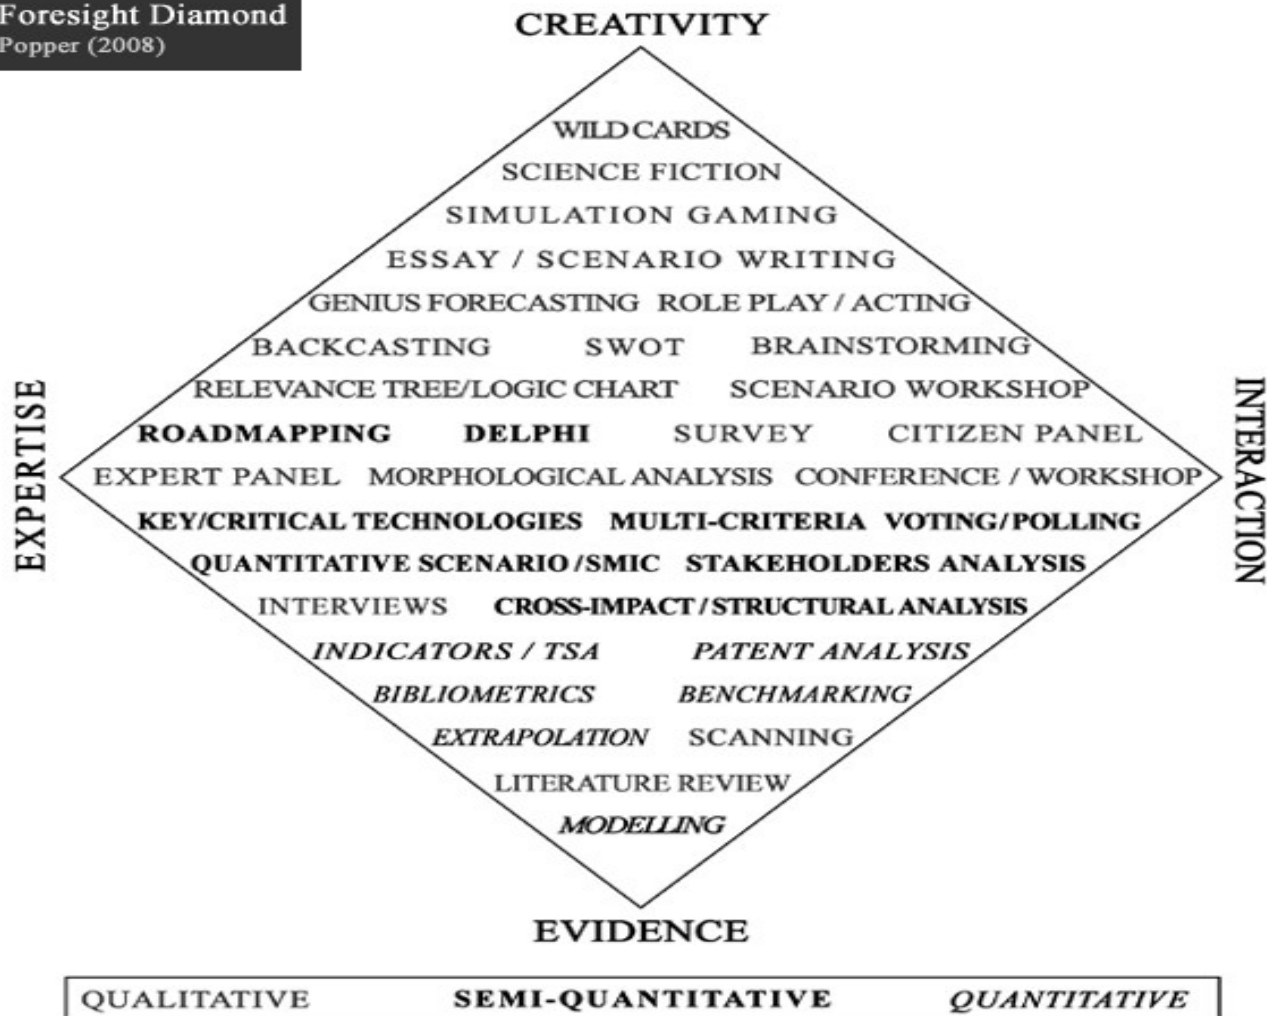 Foresight Diamond
Popper (2008)
CREATIVITY
WILD CARDS
SCIENCE FICTION
SIMULATION GAMING
ESSAY / SCENARIO WRITING
GENIUS FORECASTING ROLE PLAY / ACTING
BACKCASTING SWOT BRAINSTORMING
RELEVANCE TREE/LOGIC CHART SCENARIO WORKSHOP
ROADMAPPING DELPHI SURVEY CITIZEN PANEL
EXPERTISE
EXPERT PANEL MORPHOLOGICAL ANALYSIS CONFERENCE / WORKSHOP
INTERACTION
KEY/CRITICAL TECHNOLOGIES MULTI-CRITERIA VOTING/POLLING
QUANTITATIVE SCENARIO/SMIC STAKEHOLDERS ANALYSIS
INTERVIEWS CROSS-IMPACT / STRUCTURAL ANALYSIS
INDICATORS / TSA PATENT ANALYSIS
BIBLIOMETRICS BENCHMARKING
EXTRAPOLATION SCANNING
LITERATURE REVIEW
MODELLING
EVIDENCE
QUALITATIVE SEMI-QUANTITATIVE QUANTITATIVE